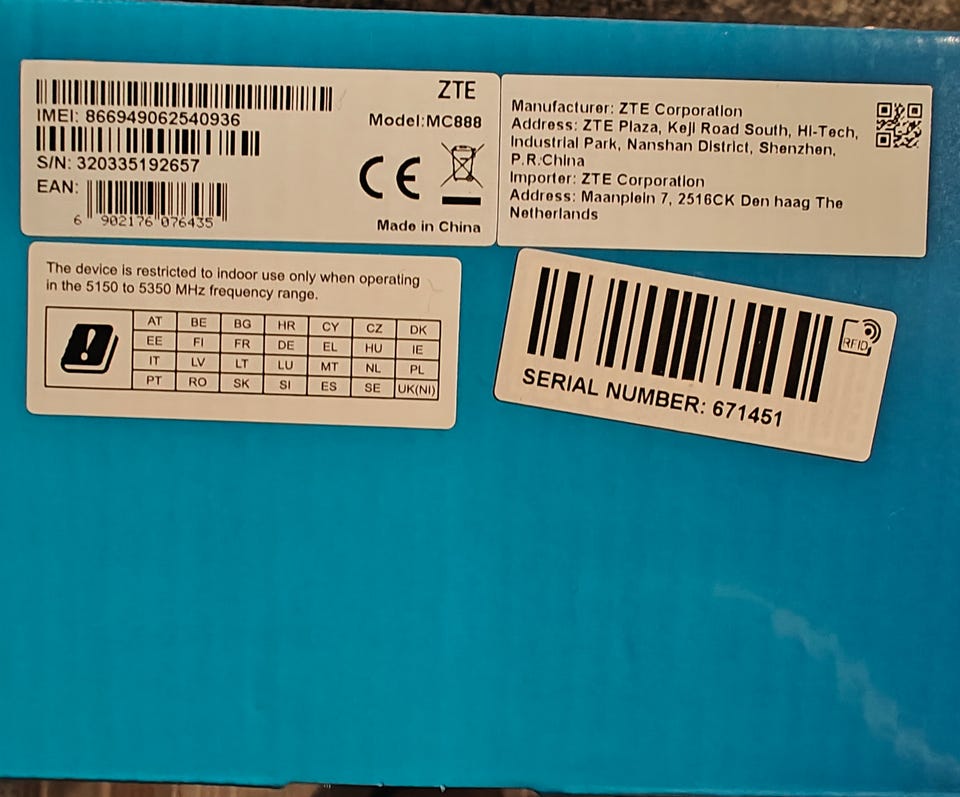 ZTE
IMEI: 866949062540936
Model:MC888
S/N: 320335192657
EAN:
6 902176 076435
Made in China
Manufacturer: ZTE Corporation
Address: ZTE Plaza, Keji Road South, Hi-Tech,
Industrial Park, Nanshan District, Shenzhen,
P.R.China
Importer: ZTE Corporation
Address: Maanplein 7, 2516CK Den haag The
Netherlands
The device is restricted to indoor use only when operating
in the 5150 to 5350 MHz frequency range.
AT BE BG HR CY CZ DK
EE FI FR DE EL HU IE
IT LV LT LU MT NL PL
PT RO SK SI ES SE UK(NI)
RFID
SERIAL NUMBER: 671451